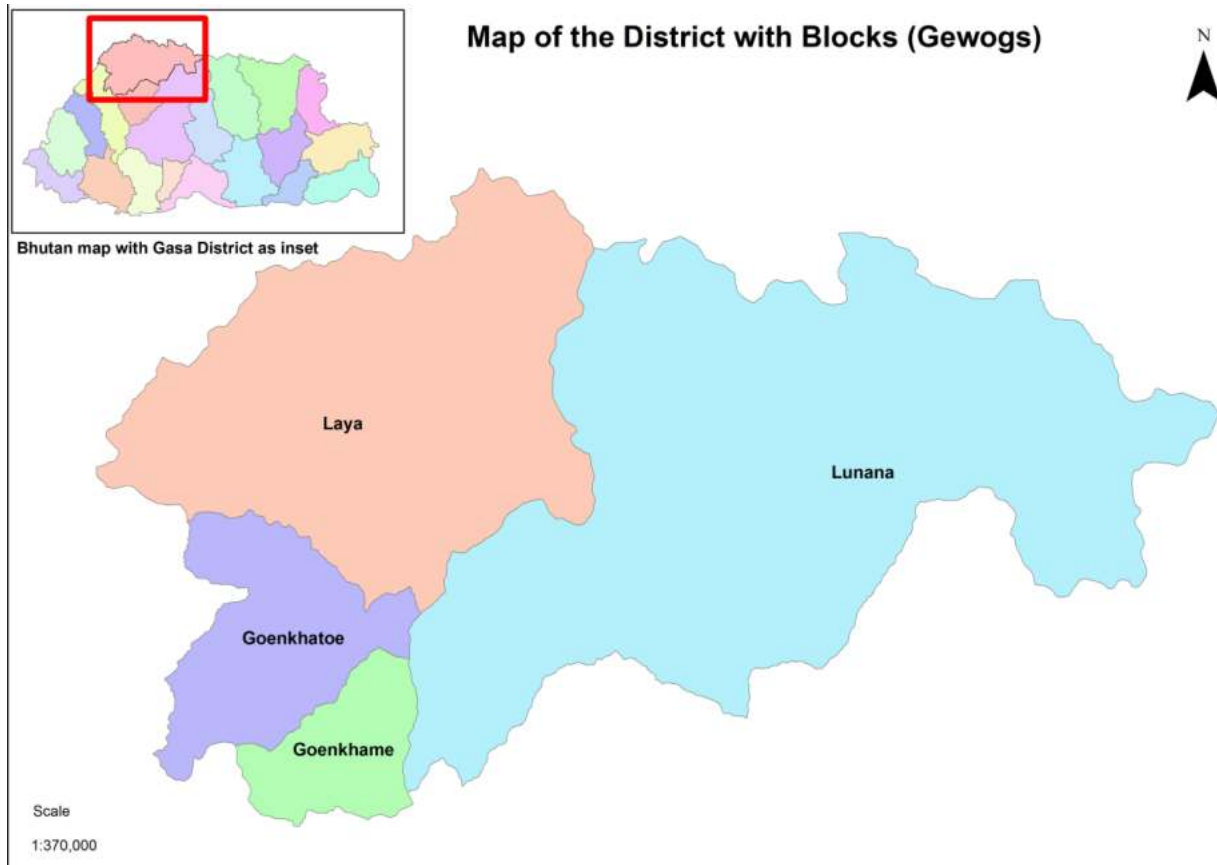 Map of the District with Blocks (Gewogs)
N
Bhutan map with Gasa District as inset
Laya
Lunana
Goenkhatoe
Goenkhame
Scale
1:370,000